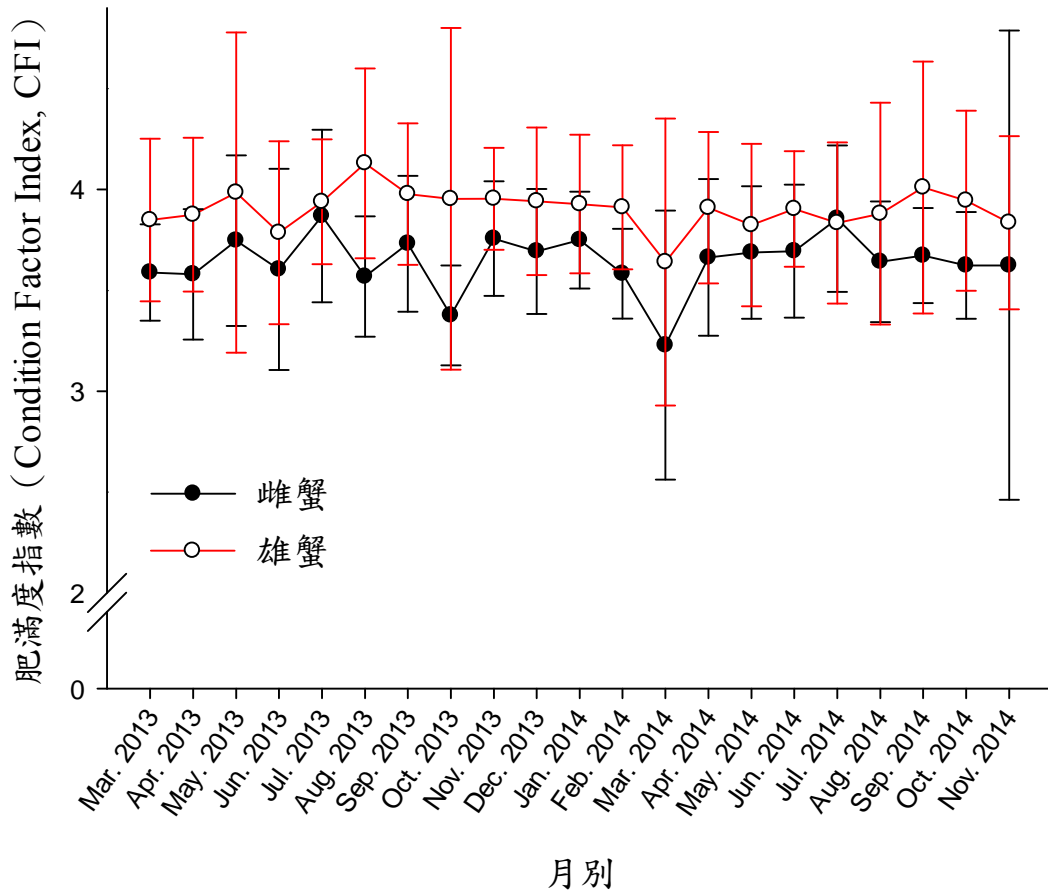 肥滿度指數（Condition Factor Index, CFI）
4
3
2
0
雌蟹
雄蟹
Mar. 2013
Apr. 2013
May. 2013
Jun. 2013
Jul. 2013
Aug. 2013
Sep. 2013
Oct. 2013
Nov. 2013
Dec. 2013
Jan. 2014
Feb. 2014
Mar. 2014
Apr. 2014
May. 2014
Jun. 2014
Jul. 2014
Aug. 2014
Sep. 2014
Oct. 2014
Nov. 2014
月別